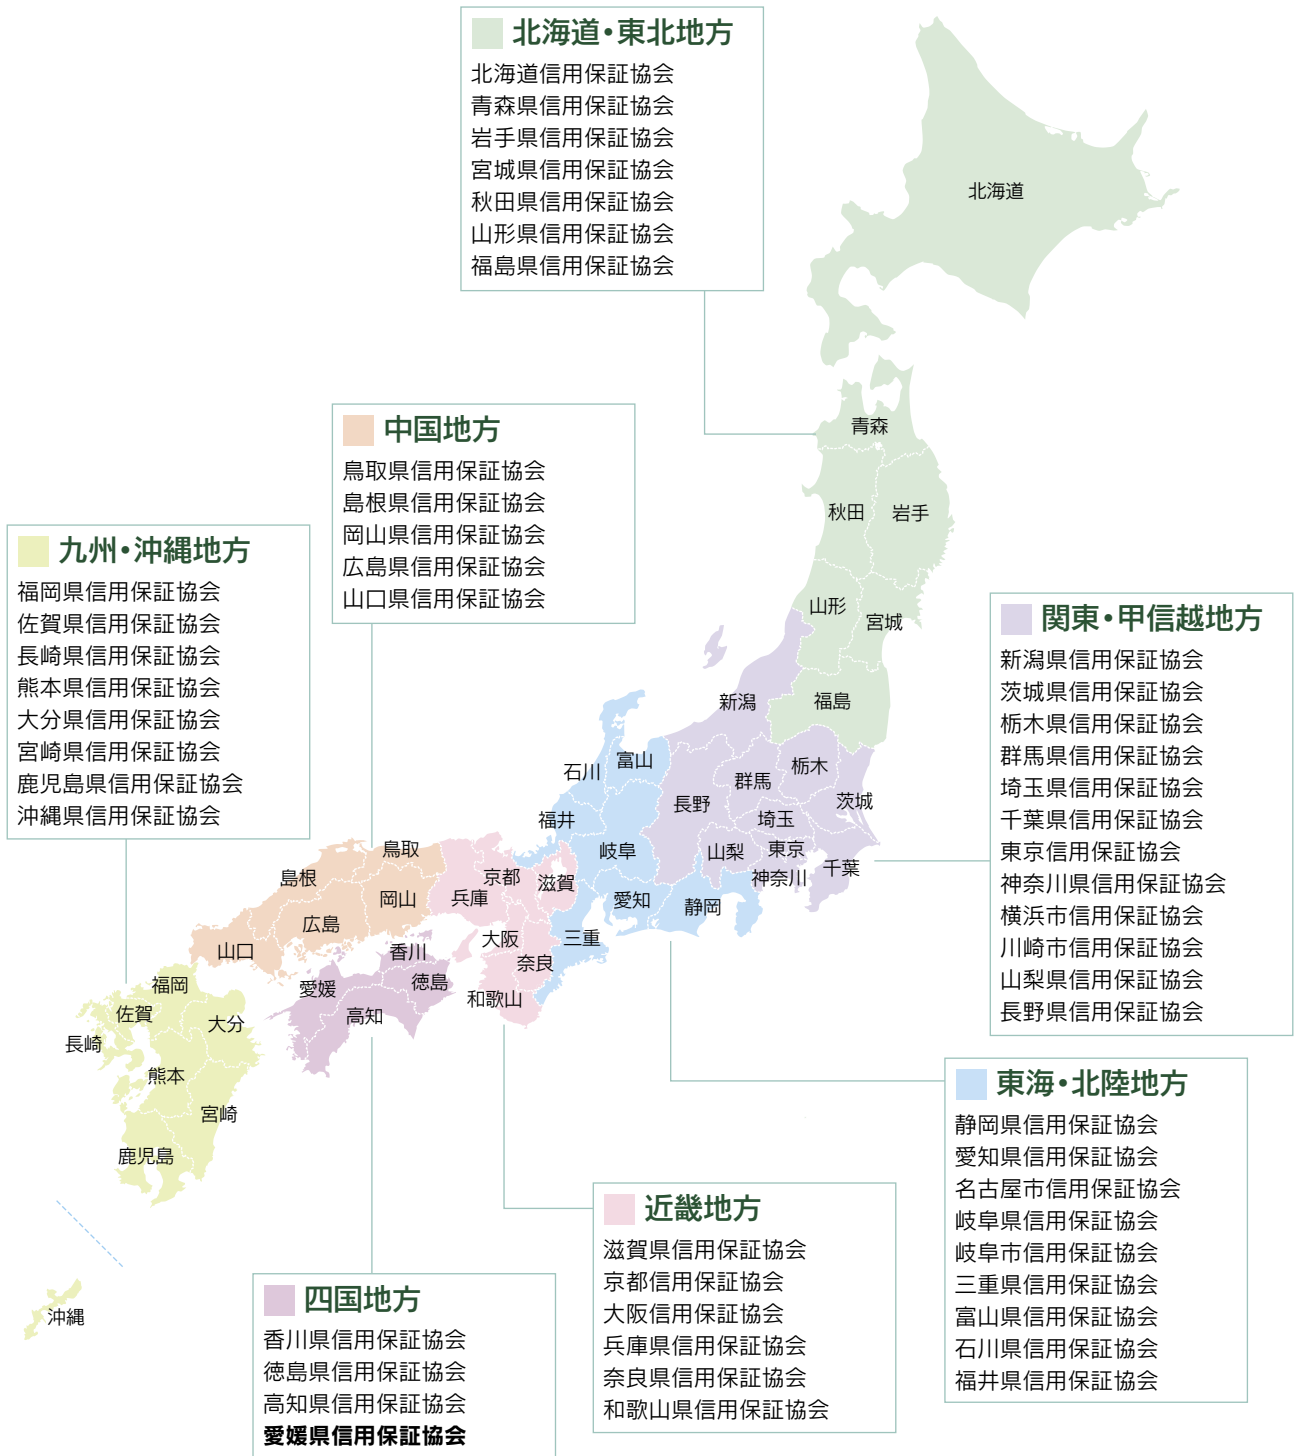 北海道・東北地方
北海道信用保証協会
青森県信用保証協会
岩手県信用保証協会
宮城県信用保証協会
秋田県信用保証協会
山形県信用保証協会
福島県信用保証協会
中国地方
鳥取県信用保証協会
島根県信用保証協会
岡山県信用保証協会
広島県信用保証協会
山口県信用保証協会
九州・沖縄地方
福岡県信用保証協会
佐賀県信用保証協会
長崎県信用保証協会
熊本県信用保証協会
大分県信用保証協会
宮崎県信用保証協会
鹿児島県信用保証協会
沖縄県信用保証協会
関東・甲信越地方
新潟県信用保証協会
茨城県信用保証協会
栃木県信用保証協会
群馬県信用保証協会
埼玉県信用保証協会
千葉県信用保証協会
東京信用保証協会
神奈川県信用保証協会
横浜市信用保証協会
川崎市信用保証協会
山梨県信用保証協会
長野県信用保証協会
東海・北陸地方
静岡県信用保証協会
愛知県信用保証協会
名古屋市信用保証協会
岐阜県信用保証協会
岐阜市信用保証協会
三重県信用保証協会
富山県信用保証協会
石川県信用保証協会
福井県信用保証協会
近畿地方
滋賀県信用保証協会
京都信用保証協会
大阪信用保証協会
兵庫県信用保証協会
奈良県信用保証協会
和歌山県信用保証協会
四国地方
香川県信用保証協会
徳島県信用保証協会
高知県信用保証協会
愛媛県信用保証協会
北海道
青森
秋田
岩手
山形
宮城
福島
新潟
富山
石川
福井
長野
群馬
栃木
茨城
埼玉
山梨
東京
神奈川
千葉
岐阜
愛知
静岡
三重
滋賀
京都
兵庫
大阪
奈良
和歌山
鳥取
島根
岡山
広島
山口
香川
徳島
愛媛
高知
福岡
佐賀
長崎
大分
熊本
宮崎
鹿児島
沖縄